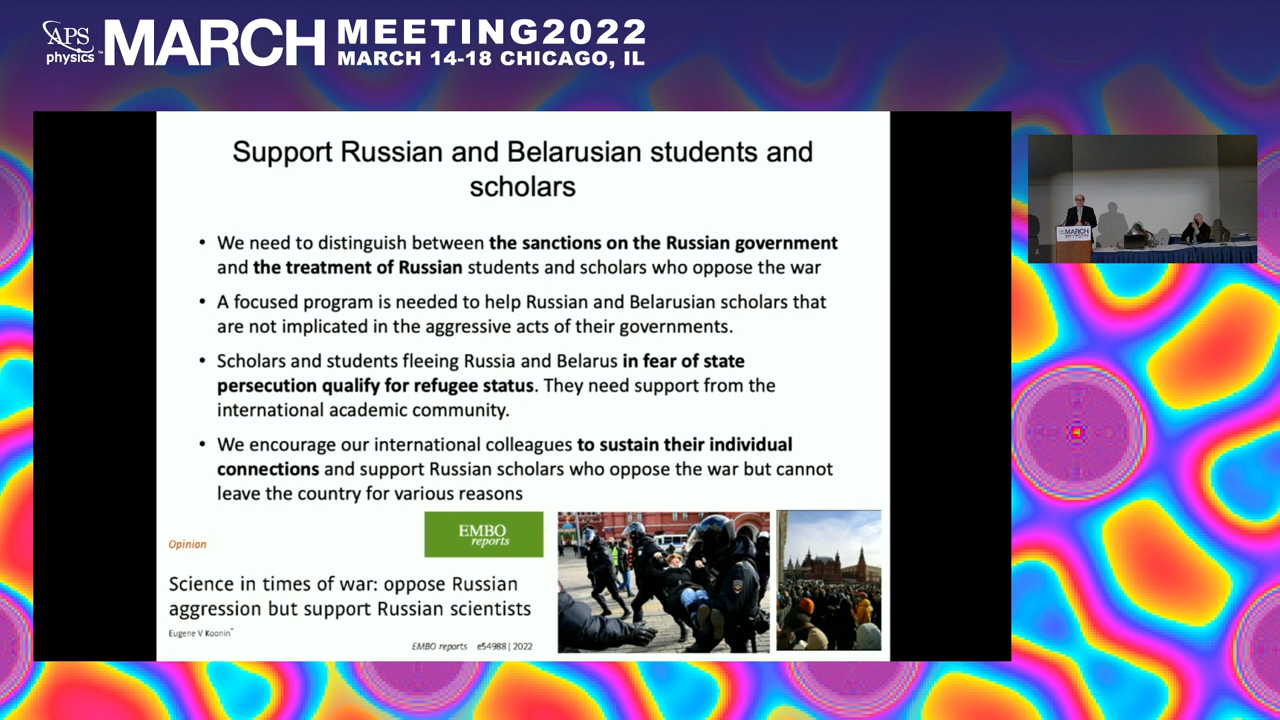 APS physics MARCH MEETING2022
MARCH 14-18 CHICAGO, IL
Support Russian and Belarusian students and
scholars
• We need to distinguish between the sanctions on the Russian government
and the treatment of Russian students and scholars who oppose the war
• A focused program is needed to help Russian and Belarusian scholars that
are not implicated in the aggressive acts of their governments.
• Scholars and students fleeing Russia and Belarus in fear of state
persecution qualify for refugee status. They need support from the
international academic community.
• We encourage our international colleagues to sustain their individual
connections and support Russian scholars who oppose the war but cannot
leave the country for various reasons
EMBO
reports
Opinion
Science in times of war: oppose Russian
aggression but support Russian scientists
Eugene V Koonin*
EMBO reports e54988 | 2022
MARCH